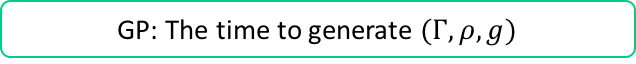 GP: The time to generate (Γ, ρ, g)